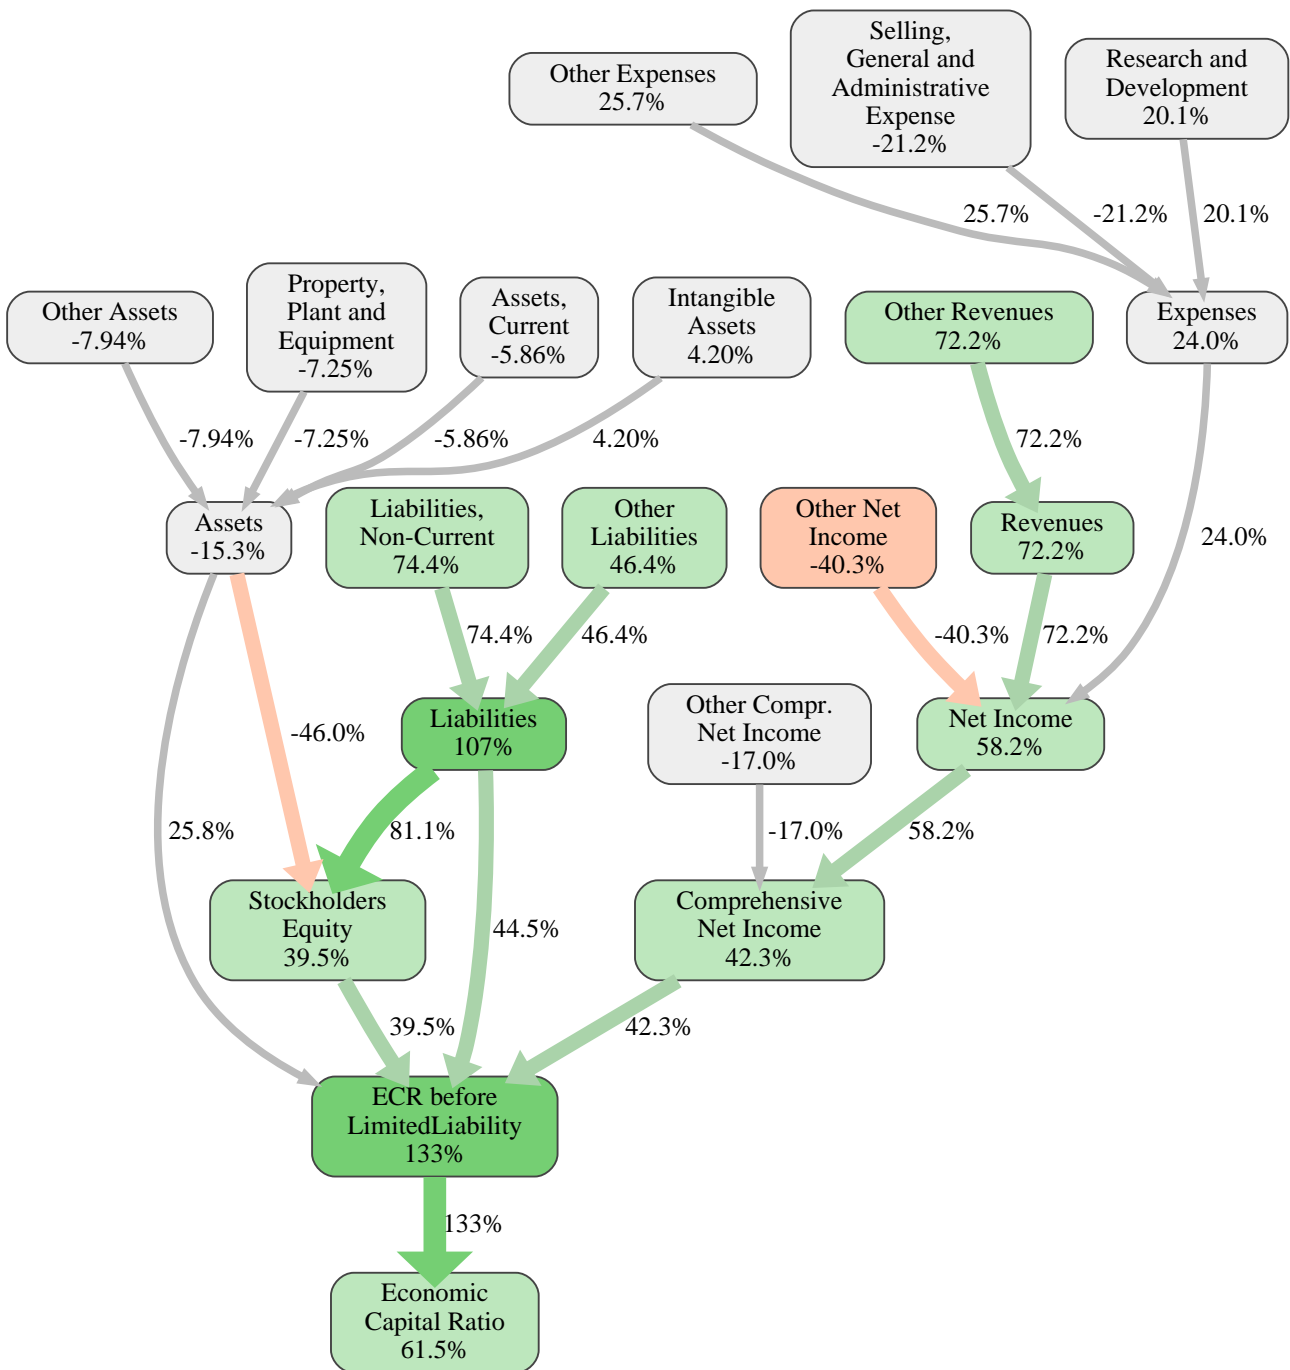 Other Expenses
25.7%
Selling,
General and
Administrative
Expense
-21.2%
Research and
Development
20.1%
25.7%
-21.2%
20.1%
Other Assets
-7.94%
Property,
Plant and
Equipment
-7.25%
Assets,
Current
-5.86%
Intangible
Assets
4.20%
Other Revenues
72.2%
Expenses
24.0%
-7.94%
-7.25%
-5.86%
4.20%
72.2%
Assets
-15.3%
Liabilities,
Non-Current
74.4%
Other
Liabilities
46.4%
Other Net
Income
-40.3%
Revenues
72.2%
24.0%
74.4%
46.4%
-40.3%
72.2%
-46.0%
Liabilities
107%
Other Compr.
Net Income
-17.0%
Net Income
58.2%
25.8%
81.1%
-17.0%
58.2%
Stockholders
Equity
39.5%
44.5%
Comprehensive
Net Income
42.3%
39.5%
42.3%
ECR before
LimitedLiability
133%
133%
Economic
Capital Ratio
61.5%